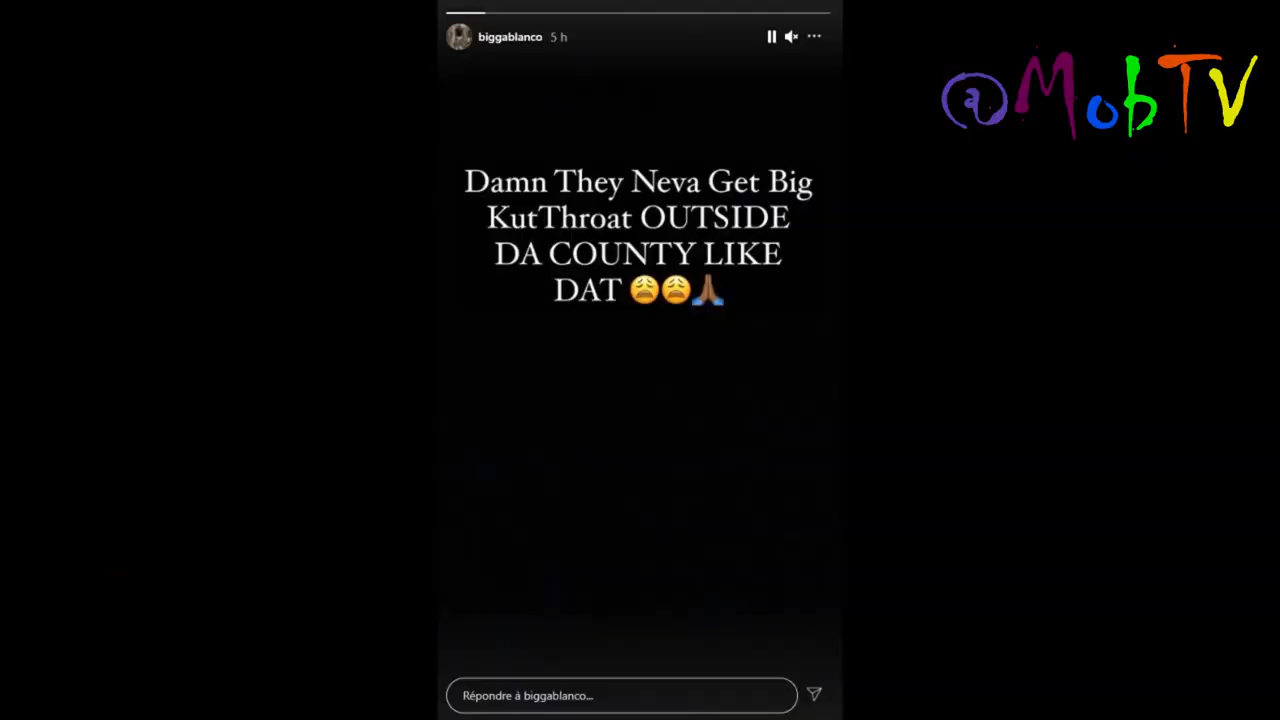 biggablanco 5 h
@MobTV
Damn They Neva Get Big
KutThroat OUTSIDE
DA COUNTY LIKE
DAT 😩😩🙏🏾
Répondre à biggablanco...